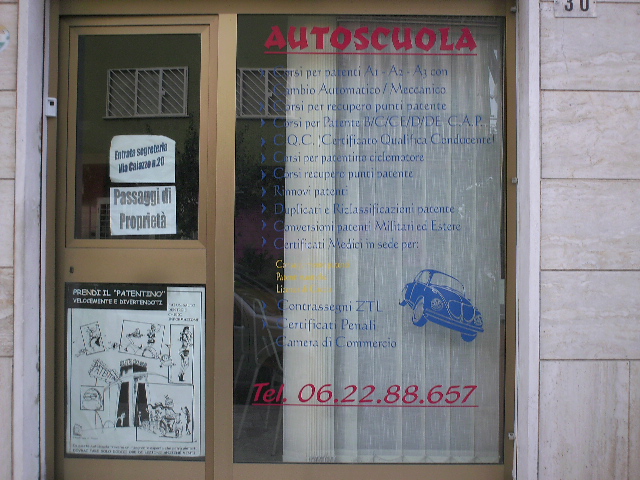 30
AUTOSCUOLA
Corsi per patenti A1 - A2 - A3 con
Cambio Automatico / Meccanico
Corsi per recupero punti patente
Corsi per Patente B/C/CE/D/DE C.A.P.
C.Q.C. )Certificato Qualifica Conducente(
Corsi per patentino ciclomotore
Corsi recupero punti patente
Rinnovi patenti
Duplicati e Riclassificazioni patente
Conversioni patenti Militari ed Estere
Certificati Medici in sede per:
Contrassegni ZTL
Certificati Penali
Camera di Commercio
Tel. 06.22.88.657
Entrata segreteria
Via Caiazzo n.20
Passaggi di
Proprietà
PRENDI IL "PATENTINO"
VELOCEMENTE E DIVERTENDOTI